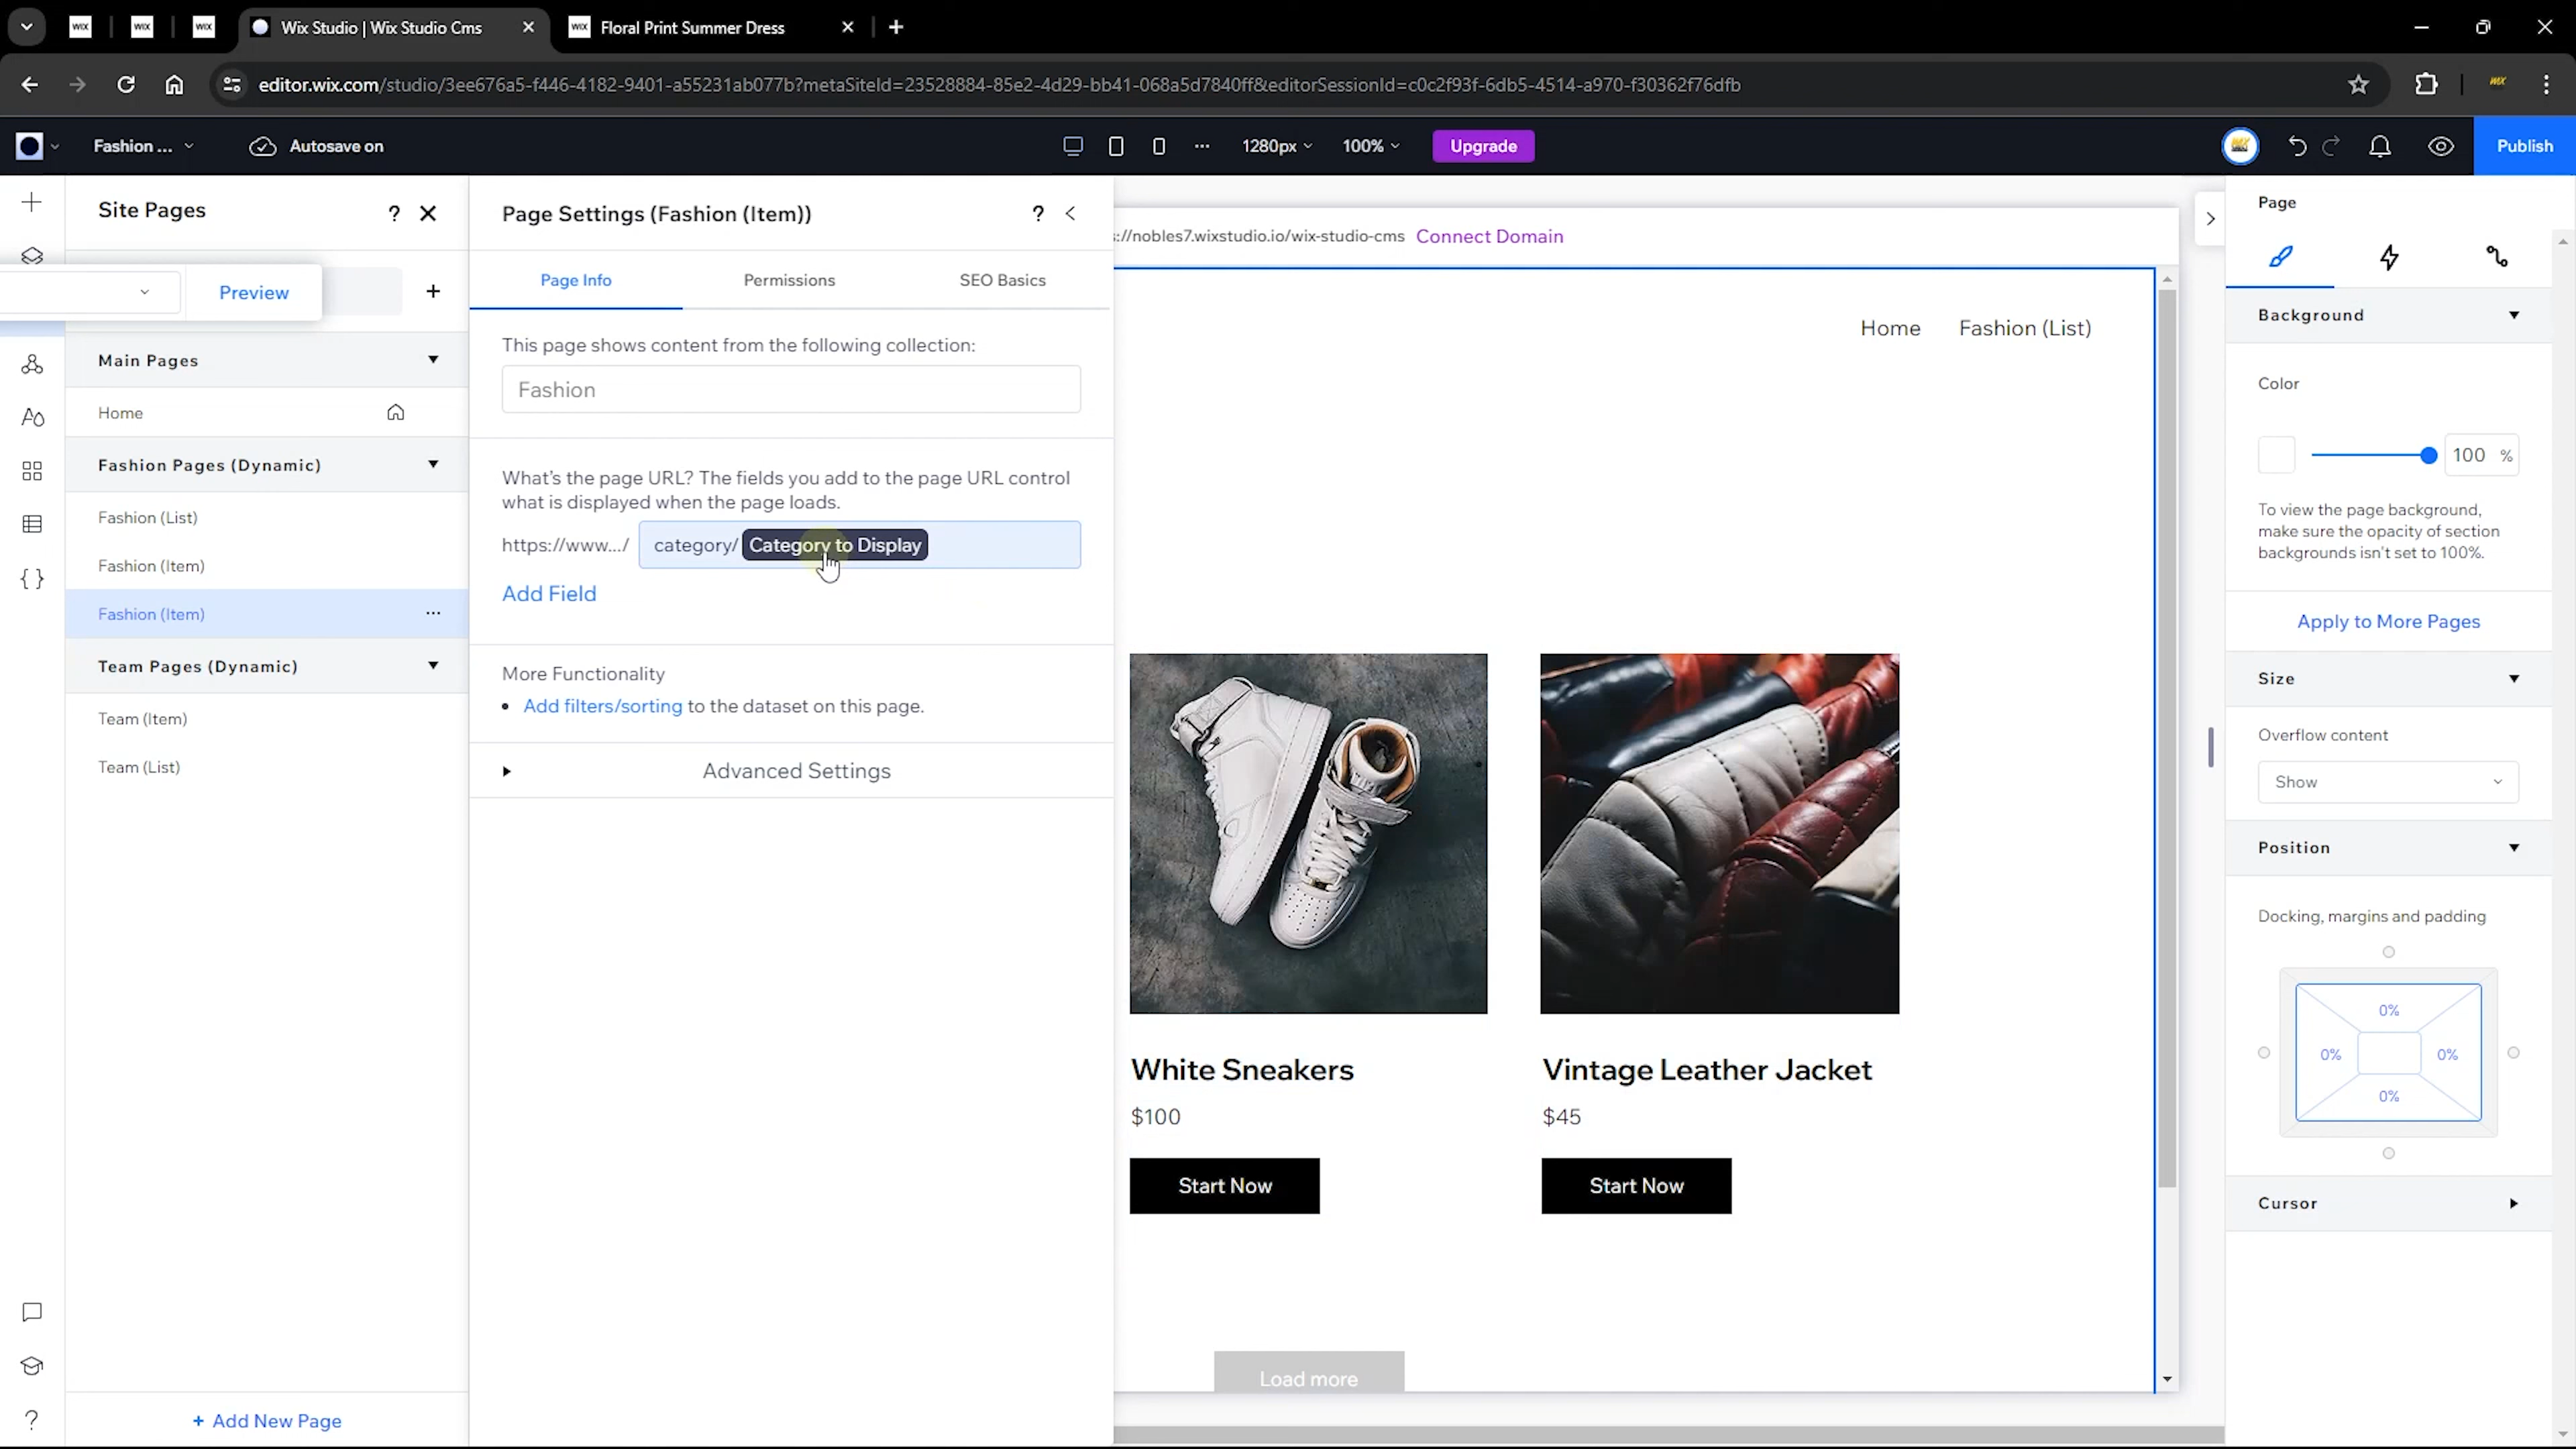 WIX
WIX
WIX
Wix Studio | Wix Studio Cms
WIX
Floral Print Summer Dress
editor.wix.com/studio/3ee676a5-f446-4182-9401-a55231ab077b?metaSiteId=23528884-85e2-4d29-bb41-068a5d7840ff&editorSessionId=c0c2f93f-6db5-4514-a970-f30362f76dfb
Fashion ...
Autosave on
1280px
100%
Upgrade
Publish
Site Pages
?
Preview
Main Pages
Home
Fashion Pages (Dynamic)
Fashion (List)
Fashion (Item)
Fashion (Item)
Team Pages (Dynamic)
Team (Item)
Team (List)
+ Add New Page
Page Settings (Fashion (Item))
?
Page Info
Permissions
SEO Basics
This page shows content from the following collection:
Fashion
What's the page URL? The fields you add to the page URL control
what is displayed when the page loads.
https://www.../
category/ Category to Display
Add Field
More Functionality
• Add filters/sorting to the dataset on this page.
Advanced Settings
s://nobles7.wixstudio.io/wix-studio-cms
Connect Domain
Home
Fashion (List)
White Sneakers
$100
Start Now
Vintage Leather Jacket
$45
Start Now
Load more
Page
Background
Color
100 %
To view the page background,
make sure the opacity of section
backgrounds isn't set to 100%.
Apply to More Pages
Size
Overflow content
Show
Position
Docking, margins and padding
0%
0%
0%
0%
Cursor